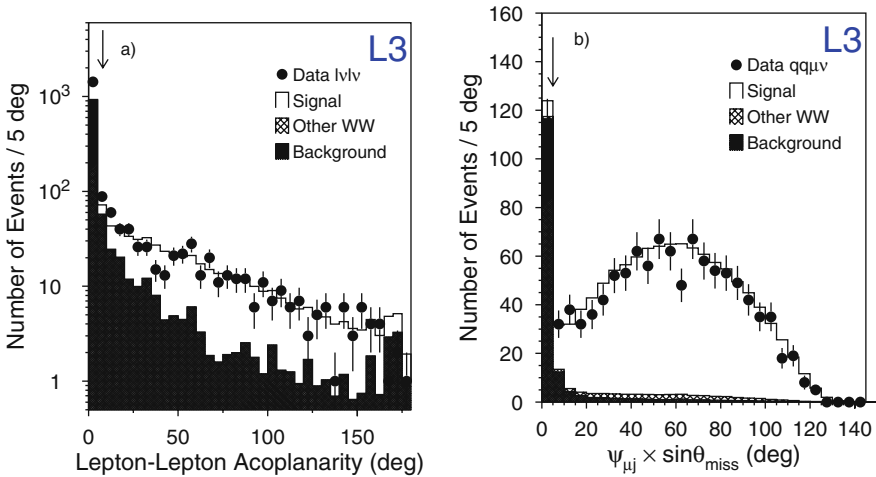 a)
L3
Data lνlν
Signal
Other WW
Background
Number of Events / 5 deg
10³
10²
10
1
0 50 100 150
Lepton-Lepton Acoplanarity (deg)
b)
L3
Data qqμν
Signal
Other WW
Background
Number of Events / 5 deg
160
140
120
100
80
60
40
20
0
0 20 40 60 80 100 120 140
ψμj × sinθmiss (deg)